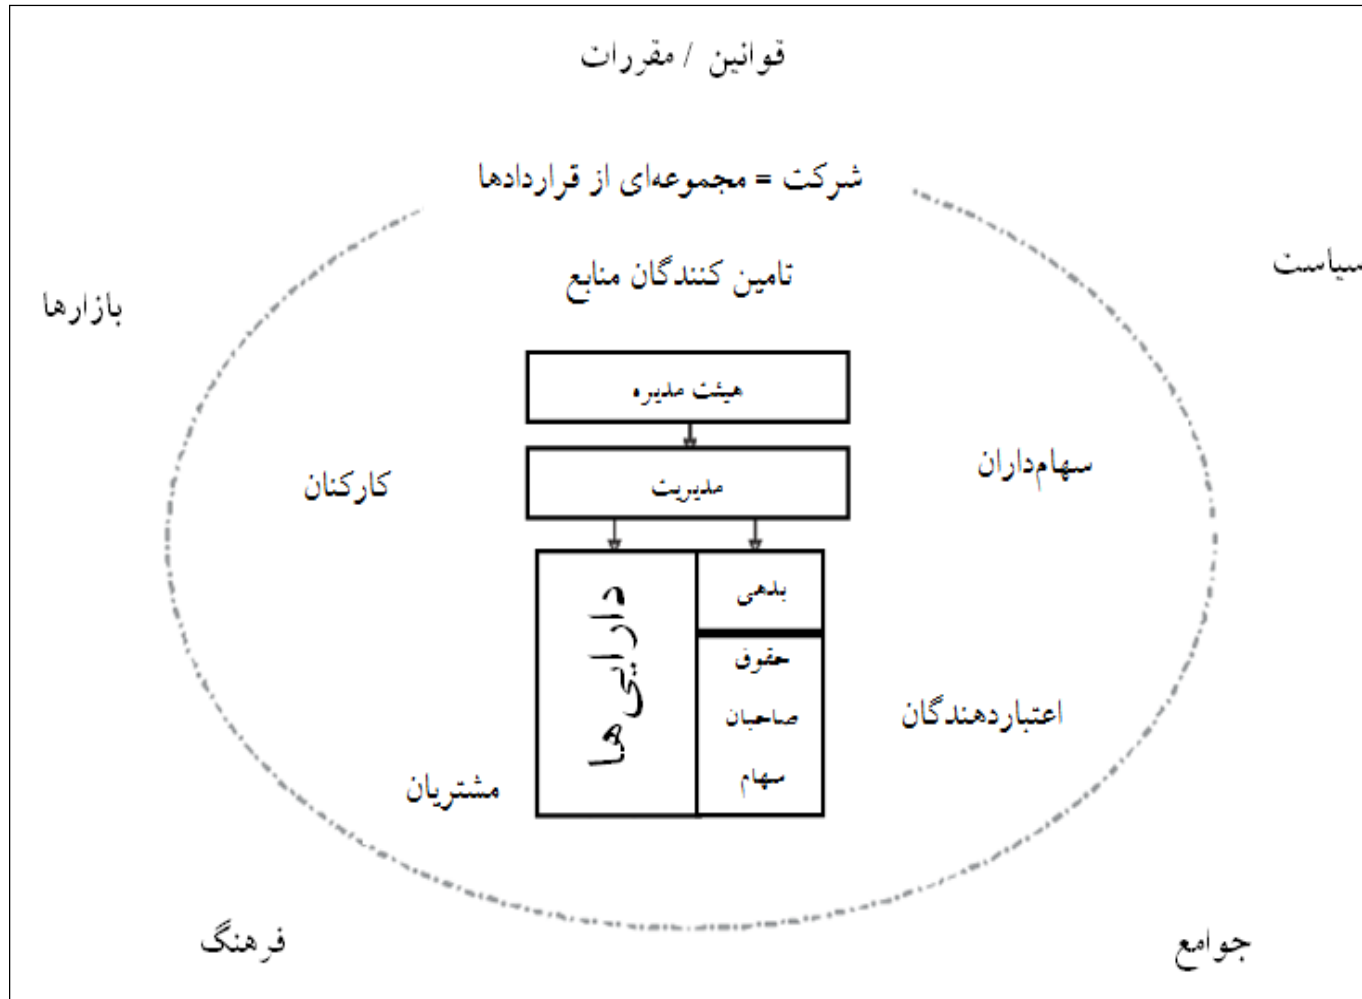 قوانین / مقررات
شرکت = مجموعه‌ای از قراردادها
سیاست
تامین کنندگان منابع
بازارها
هیئت مدیره
سهام‌داران
مدیریت
کارکنان
بدهی
دارایی‌ها
حقوق
صاحبان
سهام
اعتباردهندگان
مشتریان
جوامع
فرهنگ